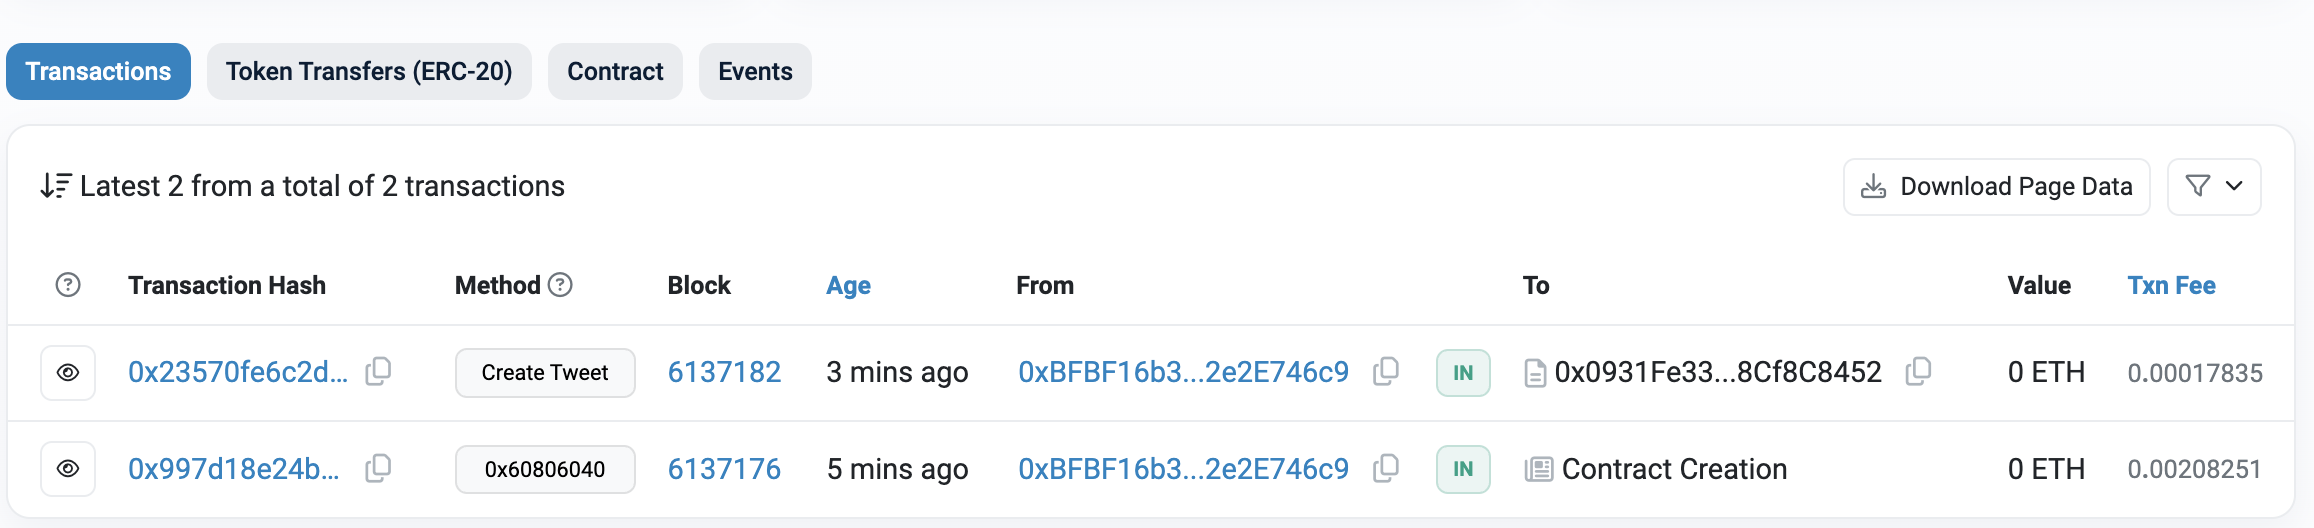 Transactions Token Transfers (ERC-20) Contract Events
Latest 2 from a total of 2 transactions Download Page Data
Transaction Hash Method Block Age From To Value Txn Fee
0x23570fe6c2d... Create Tweet 6137182 3 mins ago 0xBFBF16b3...2e2E746c9 IN 0x0931Fe33...8Cf8C8452 0 ETH 0.00017835
0x997d18e24b... 0x60806040 6137176 5 mins ago 0xBFBF16b3...2e2E746c9 IN Contract Creation 0 ETH 0.00208251